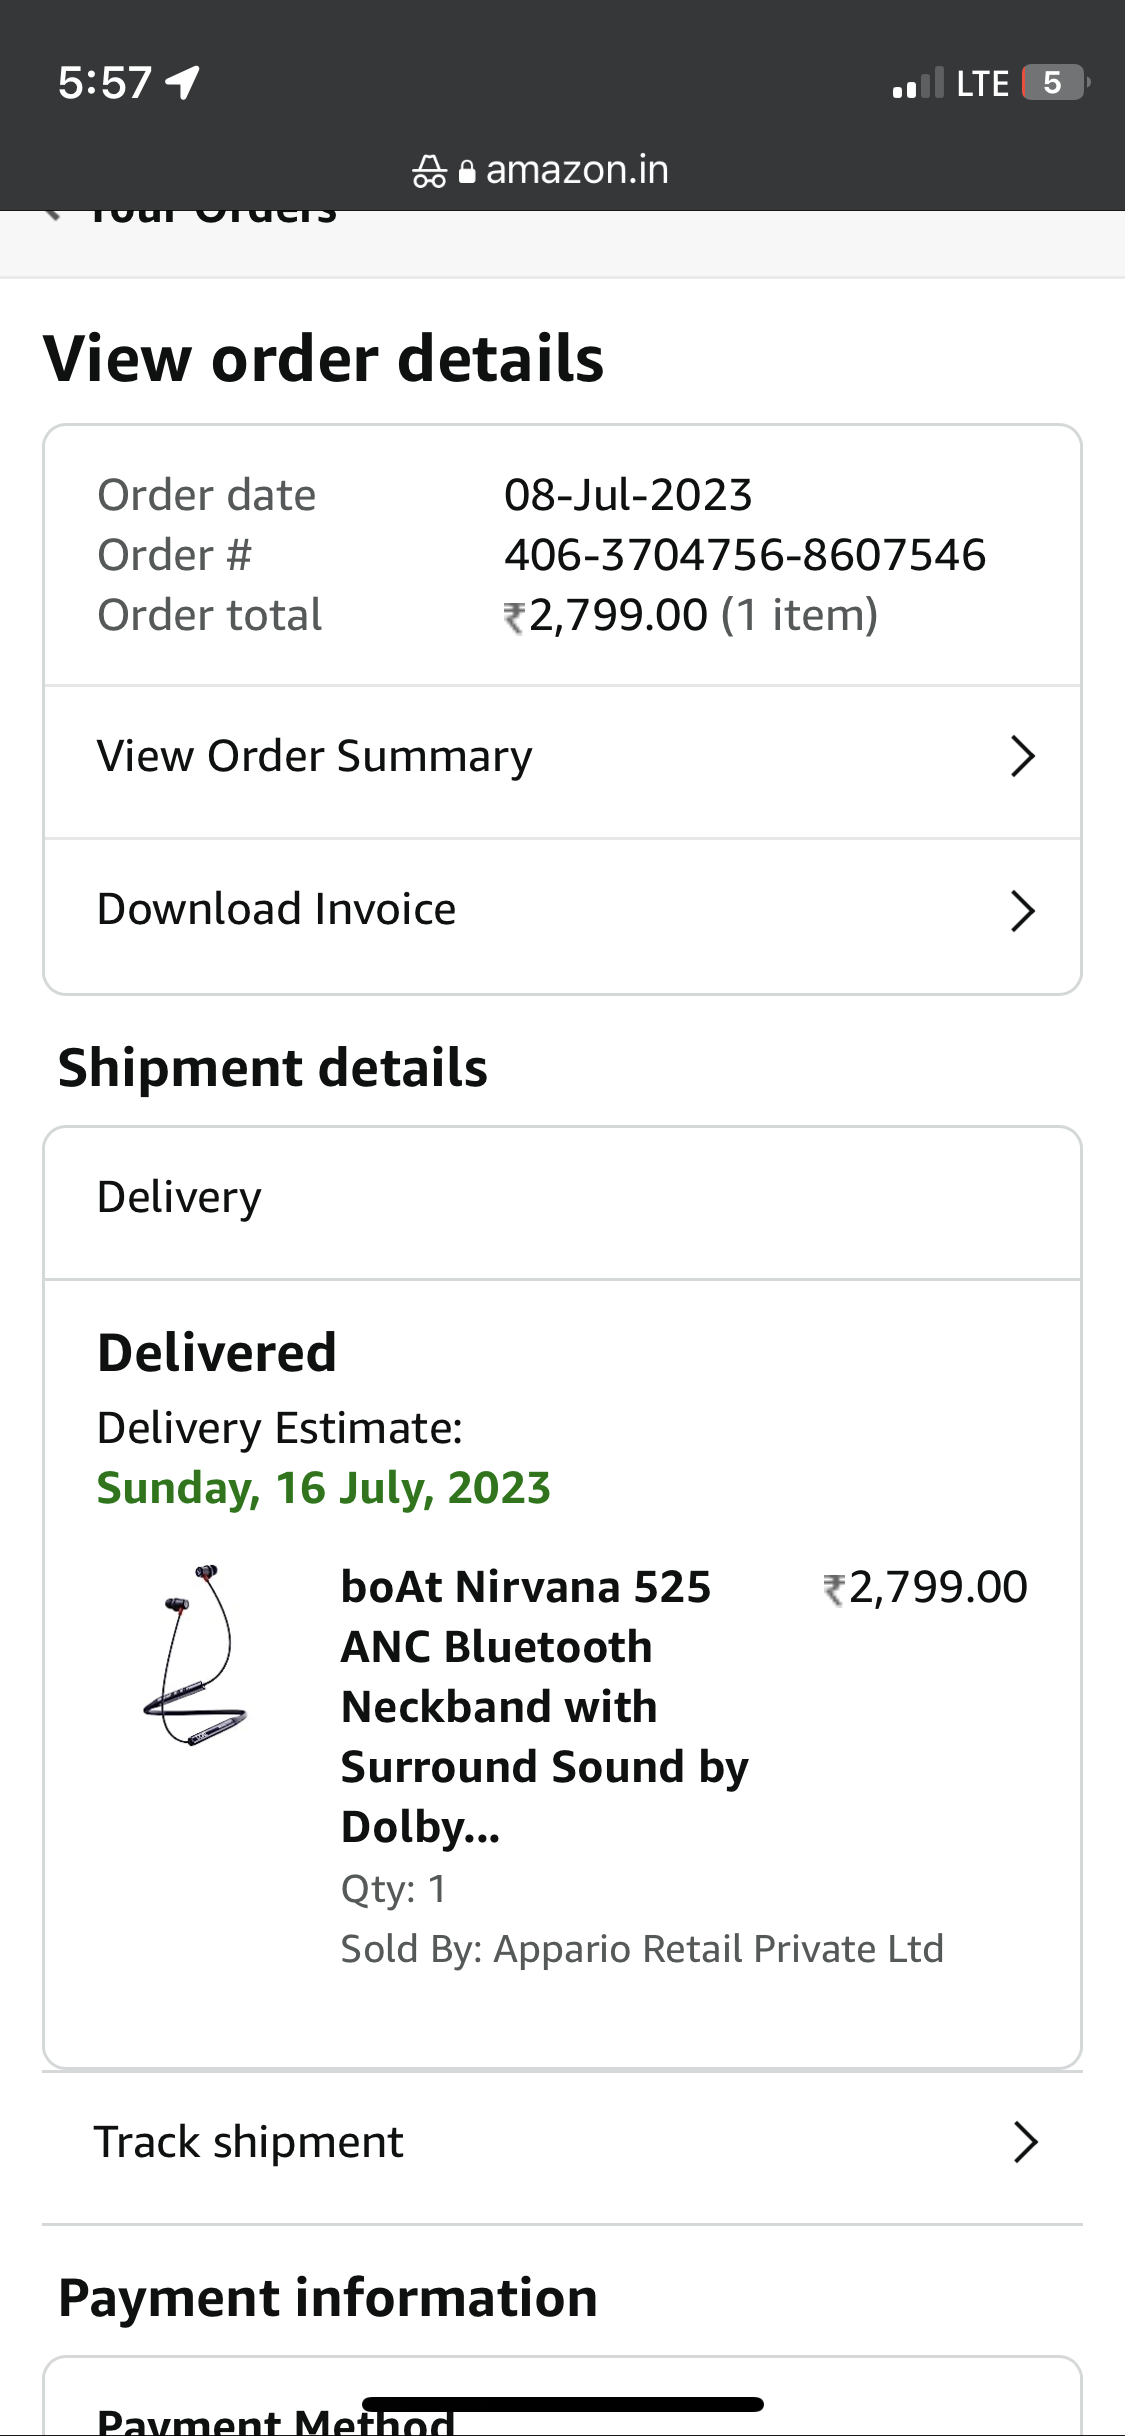 5:57
LTE 5
amazon.in
Your Orders
View order details
Order date 08-Jul-2023
Order # 406-3704756-8607546
Order total ₹2,799.00 (1 item)
View Order Summary
Download Invoice
Shipment details
Delivery
Delivered
Delivery Estimate:
Sunday, 16 July, 2023
boAt Nirvana 525 ₹2,799.00
ANC Bluetooth
Neckband with
Surround Sound by
Dolby...
Qty: 1
Sold By: Appario Retail Private Ltd
Track shipment
Payment information
Payment Method